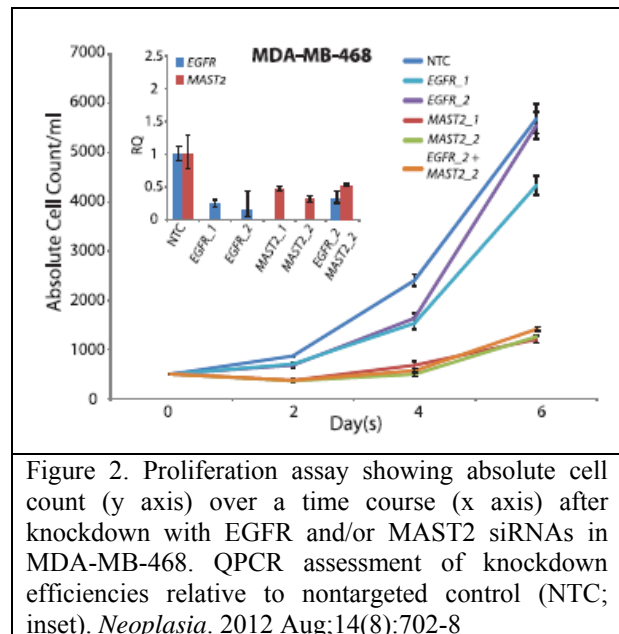 MDA-MB-468
7000
6000
5000
4000
3000
2000
1000
0
Absolute Cell Count/ml
0
2
4
6
Day(s)
EGFR
MAST2
2.5
2
1.5
1
0.5
0
RQ
NTC
EGFR_1
EGFR_2
MAST2_1
MAST2_2
EGFR_2
MAST2_2
NTC
EGFR_1
EGFR_2
MAST2_1
MAST2_2
EGFR_2 +
MAST2_2
Figure 2. Proliferation assay showing absolute cell
count (y axis) over a time course (x axis) after
knockdown with EGFR and/or MAST2 siRNAs in
MDA-MB-468. QPCR assessment of knockdown
efficiencies relative to nontargeted control (NTC;
inset). Neoplasia. 2012 Aug;14(8):702-8